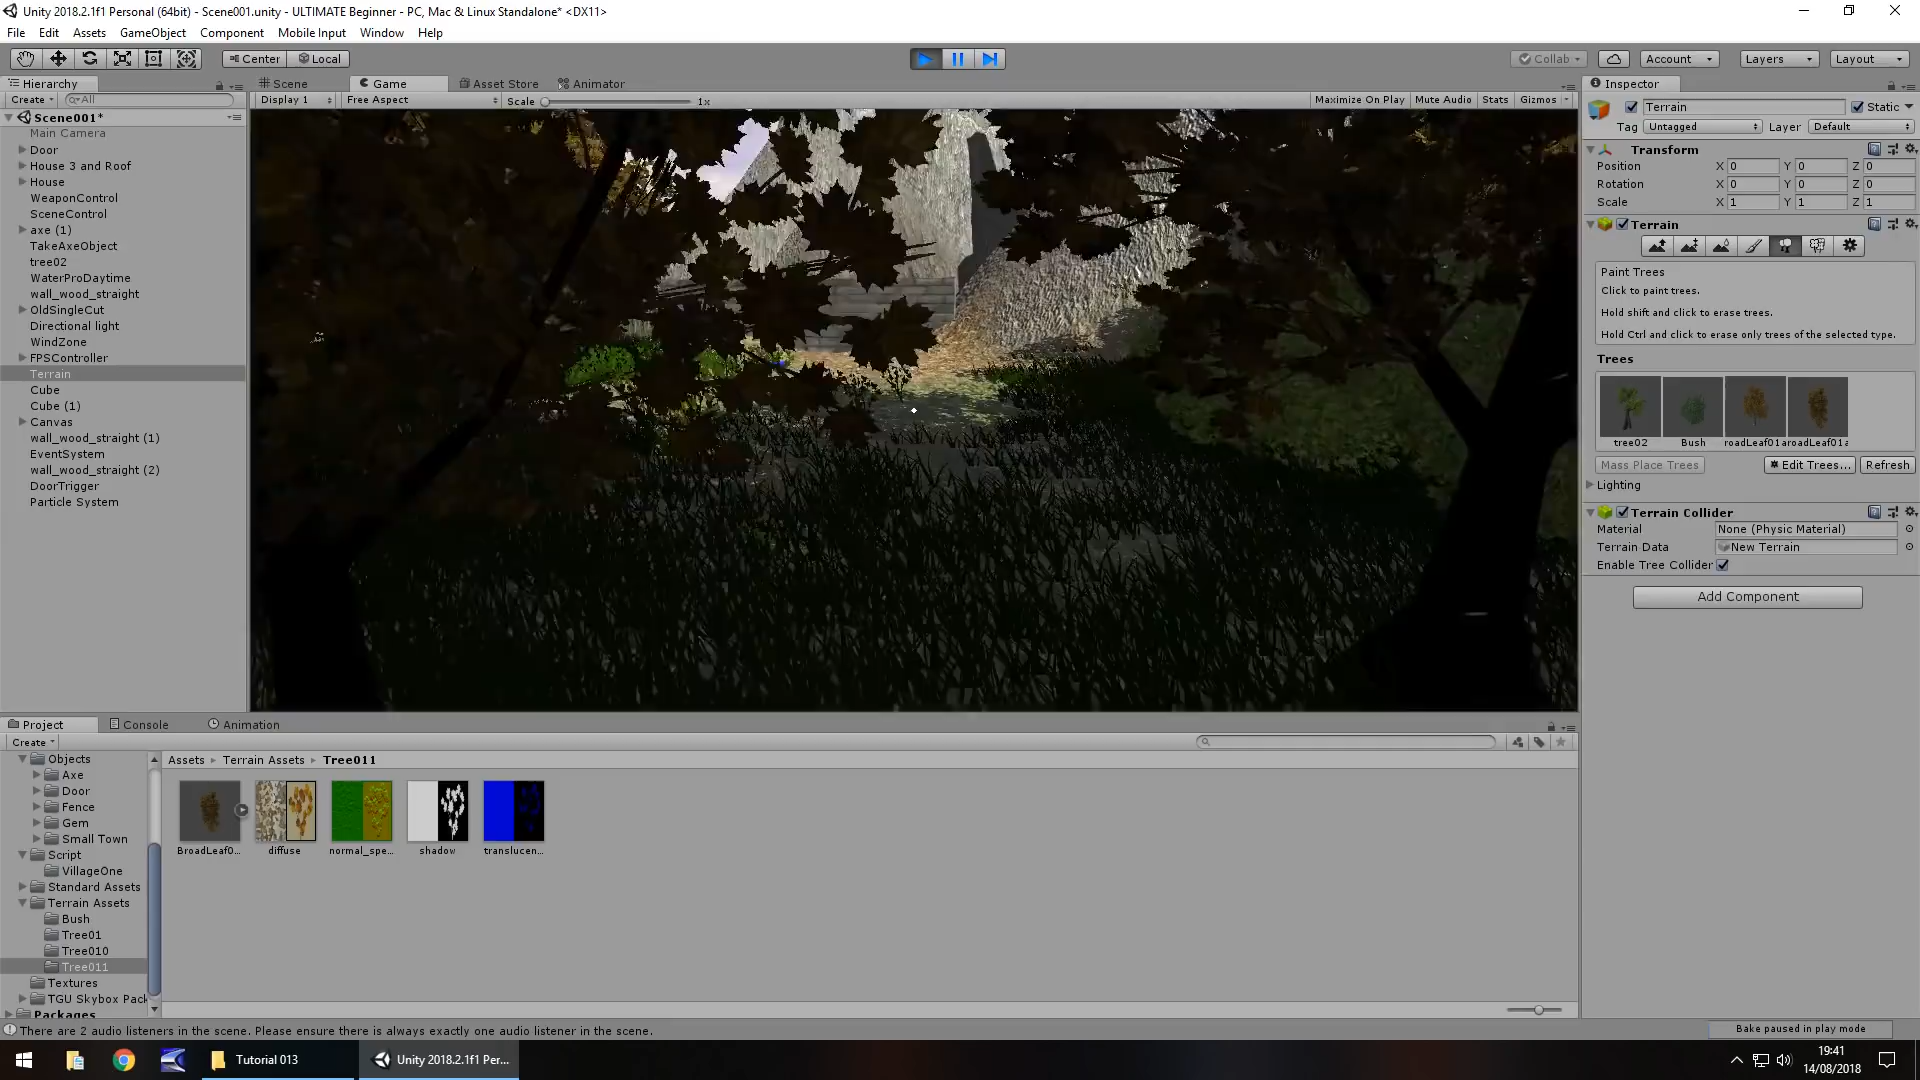 Unity 2018.2.1f1 Personal (64bit) - Scene001.unity - ULTIMATE Beginner - PC, Mac & Linux Standalone* <DX11>
File Edit Assets GameObject Component Mobile Input Window Help
Center Local Collab Account Layers Layout
Hierarchy Scene Game Asset Store Animator Inspector
Create All Display 1 Free Aspect Scale 1x Maximize On Play Mute Audio Stats Gizmos
Scene001*
Main Camera
Door
House 3 and Roof
House
WeaponControl
SceneControl
axe (1)
TakeAxeObject
tree02
WaterProDaytime
wall_wood_straight
OldSingleCut
Directional light
WindZone
FPSController
Terrain
Cube
Cube (1)
Canvas
wall_wood_straight (1)
EventSystem
wall_wood_straight (2)
DoorTrigger
Particle System
Terrain Static
Tag Untagged Layer Default
Transform
Position X 0 Y 0 Z 0
Rotation X 0 Y 0 Z 0
Scale X 1 Y 1 Z 1
Terrain
Paint Trees
Click to paint trees.
Hold shift and click to erase trees.
Hold Ctrl and click to erase only trees of the selected type.
Trees
tree02 Bush roadLeaf01a roadLeaf01a
Mass Place Trees Edit Trees... Refresh
Lighting
Terrain Collider
Material None (Physic Material)
Terrain Data New Terrain
Enable Tree Collider
Add Component
Project Console Animation
Create
Objects
Axe
Door
Fence
Gem
Small Town
Script
VillageOne
Standard Assets
Terrain Assets
Bush
Tree01
Tree010
Tree011
Textures
TGU Skybox Pack
Packages
Assets Terrain Assets Tree011
BroadLeaf0... diffuse normal_spe... shadow translucen...
There are 2 audio listeners in the scene. Please ensure there is always exactly one audio listener in the scene.
Bake paused in play mode
Tutorial 013 Unity 2018.2.1f1 Per...
19:41
14/08/2018